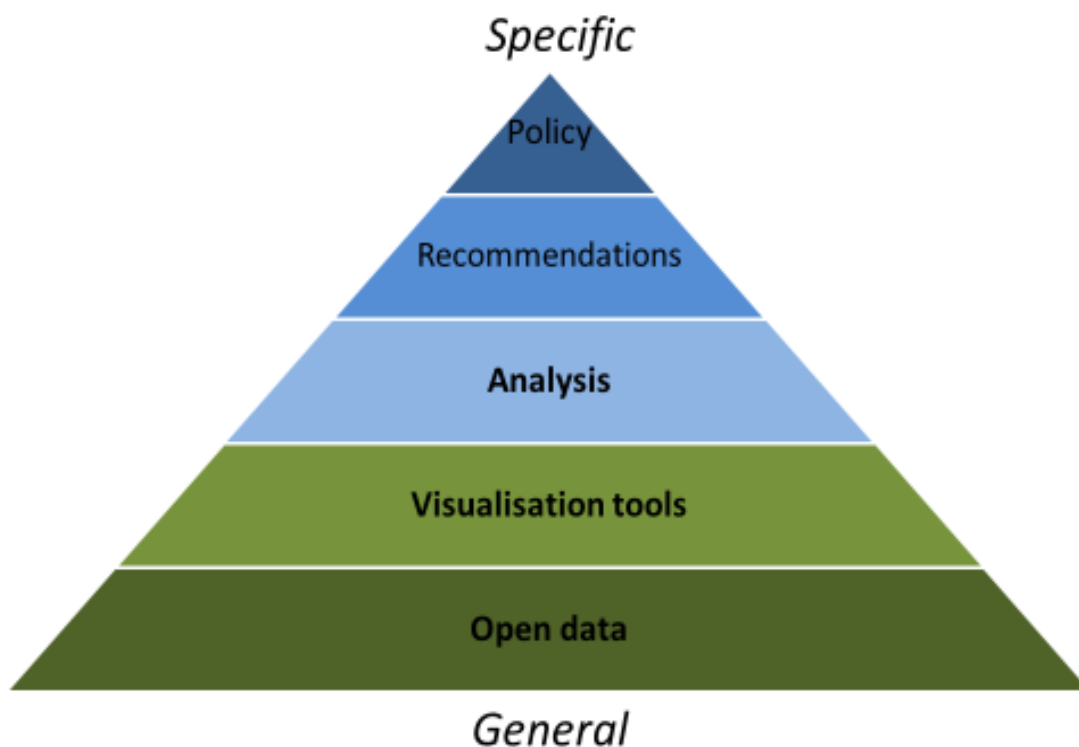 Specific
Policy
Recommendations
Analysis
Visualisation tools
Open data
General